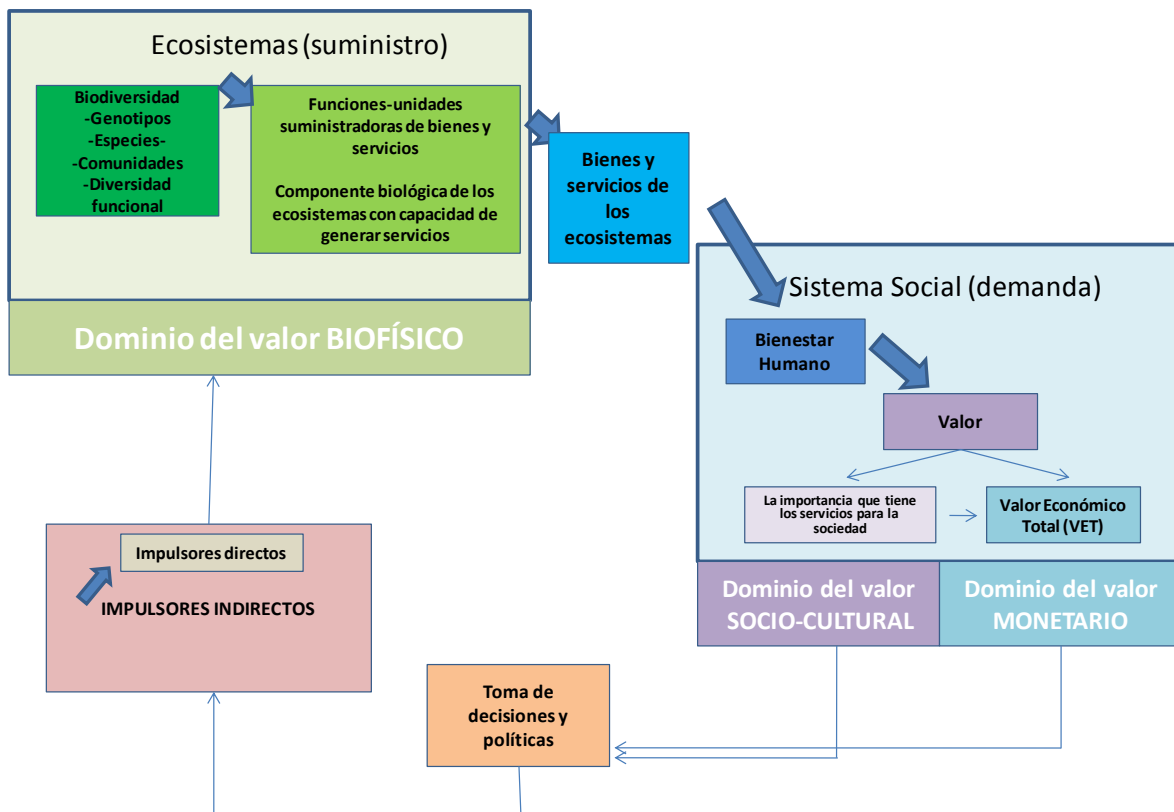 Ecosistemas (suministro)
Biodiversidad
-Genotipos
-Especies-
-Comunidades
-Diversidad
funcional
Funciones-unidades
suministradoras de bienes y
servicios
Componente biológica de los
ecosistemas con capacidad de
generar servicios
Bienes y
servicios de
los
ecosistemas
Dominio del valor BIOFÍSICO
Sistema Social (demanda)
Bienestar
Humano
Valor
La importancia que tiene
los servicios para la
sociedad
Valor Económico
Total (VET)
Dominio del valor
SOCIO-CULTURAL
Dominio del valor
MONETARIO
Impulsores directos
IMPULSORES INDIRECTOS
Toma de
decisiones y
políticas